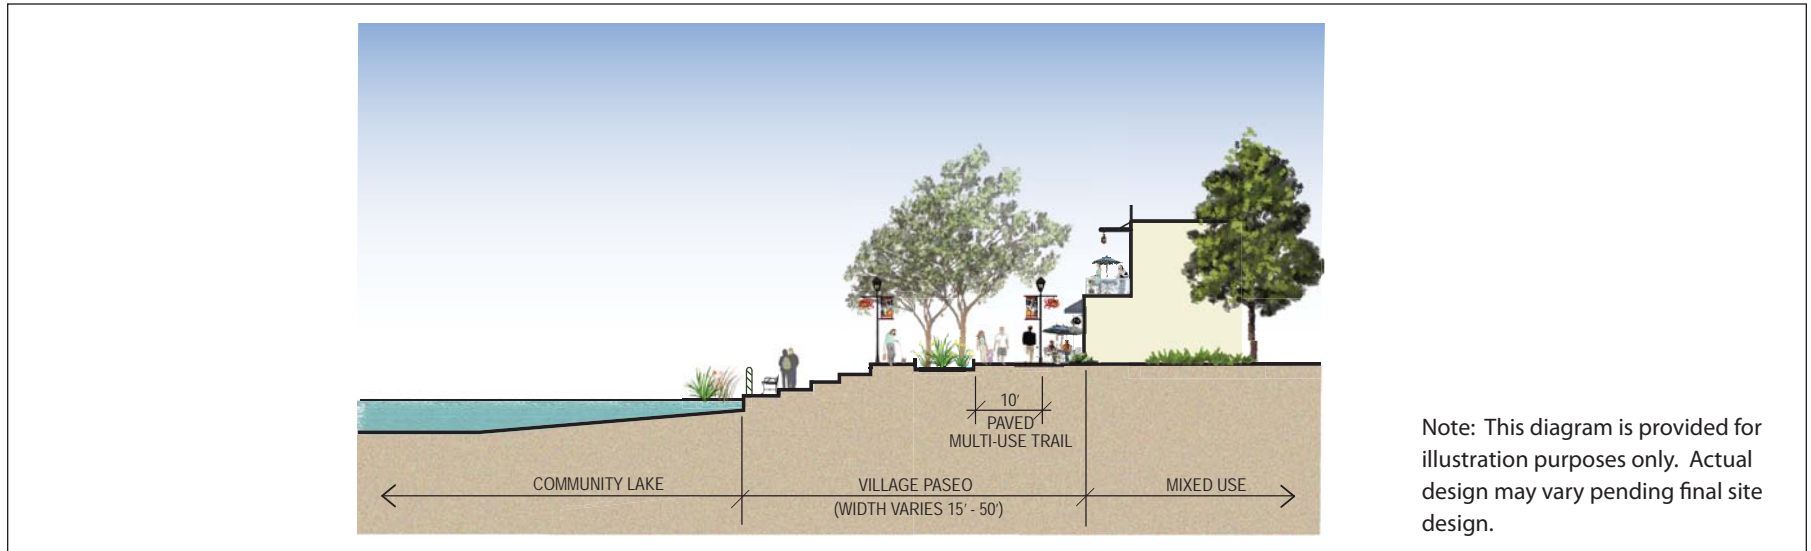 10'
PAVED
MULTI-USE TRAIL
COMMUNITY LAKE
VILLAGE PASEO
(WIDTH VARIES 15' - 50')
MIXED USE
Note: This diagram is provided for
illustration purposes only. Actual
design may vary pending final site
design.